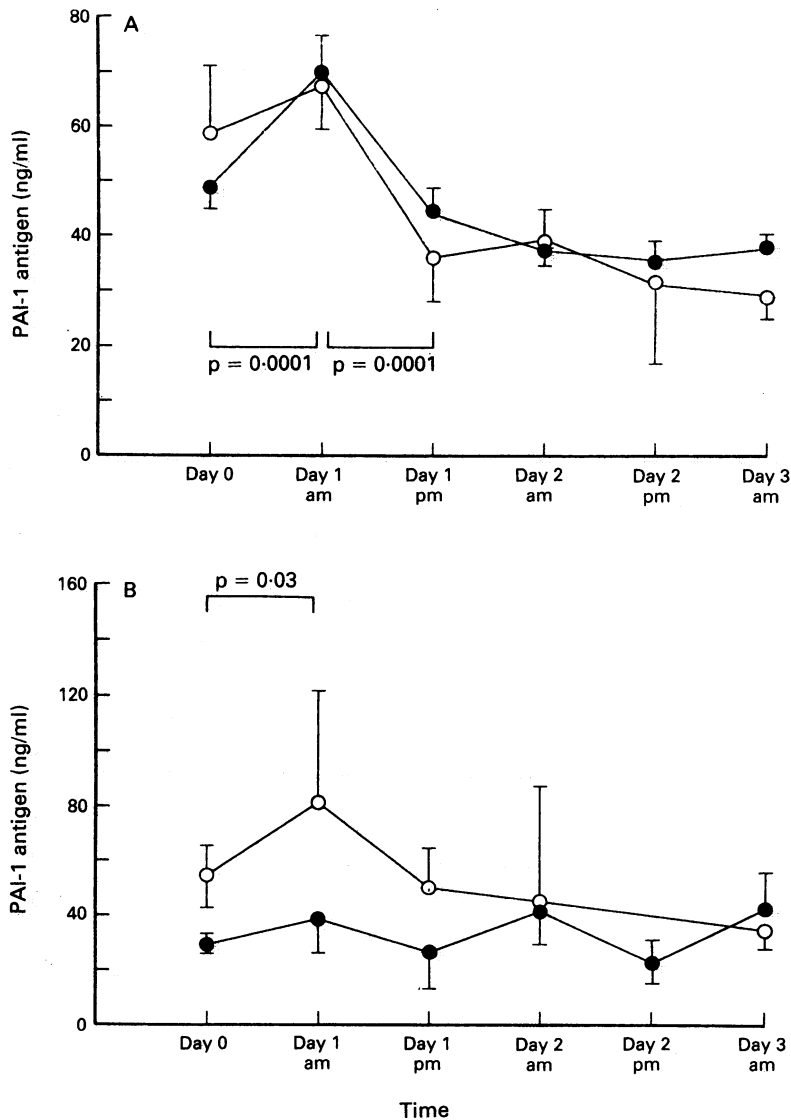 A
80
60
40
20
0
PAI-1 antigen (ng/ml)
p = 0·0001 p = 0·0001
Day 0 Day 1 am Day 1 pm Day 2 am Day 2 pm Day 3 am
B
p = 0·03
160
120
80
40
0
PAI-1 antigen (ng/ml)
Day 0 Day 1 am Day 1 pm Day 2 am Day 2 pm Day 3 am
Time